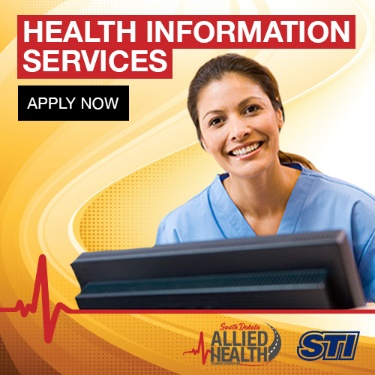 HEALTH INFORMATION
SERVICES
APPLY NOW
South Dakota
ALLIED
HEALTH
STI